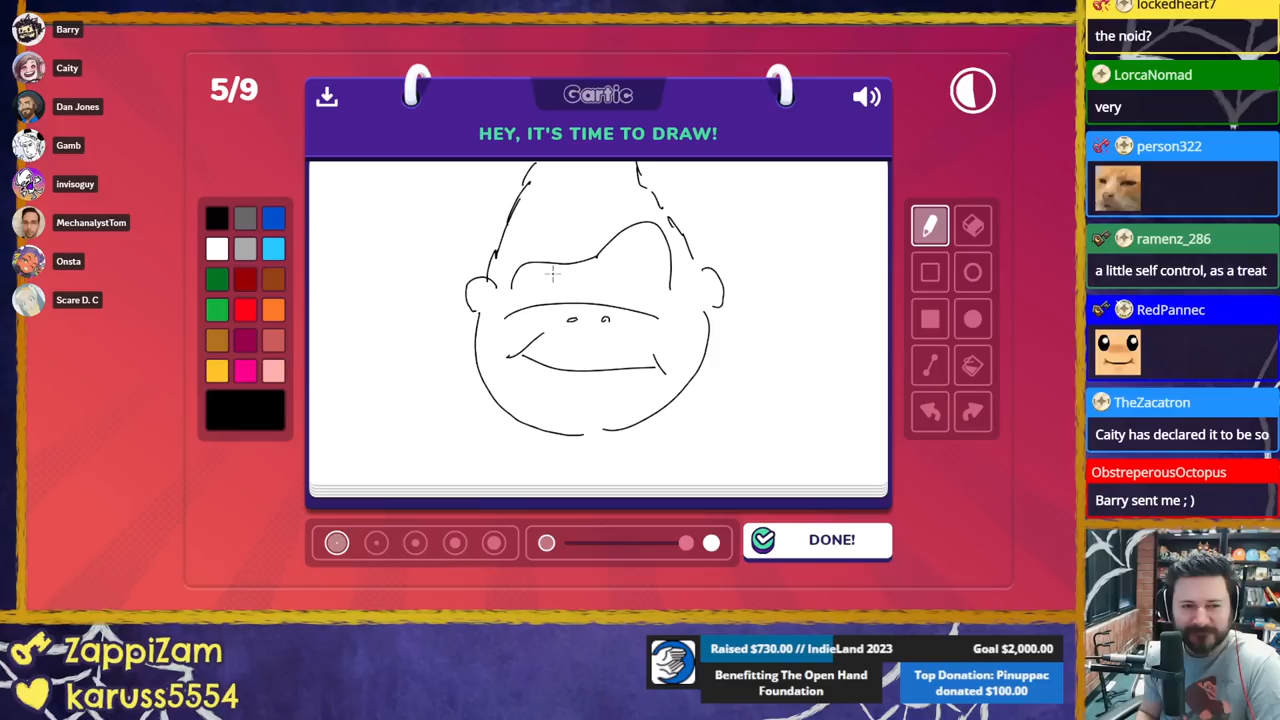 Barry
Caity
Dan Jones
Gamb
invisoguy
MechanalystTom
Onsta
Scare D. C
5/9
Gartic
HEY, IT'S TIME TO DRAW!
DONE!
lockedheart7
the noid?
LorcaNomad
very
person322
ramenz_286
a little self control, as a treat
RedPannec
TheZacatron
Caity has declared it to be so
ObstreperousOctopus
Barry sent me ; )
ZappiZam
karuss5554
Raised $730.00 // IndieLand 2023
Goal $2,000.00
Benefitting The Open Hand
Foundation
Top Donation: Pinuppac
donated $100.00